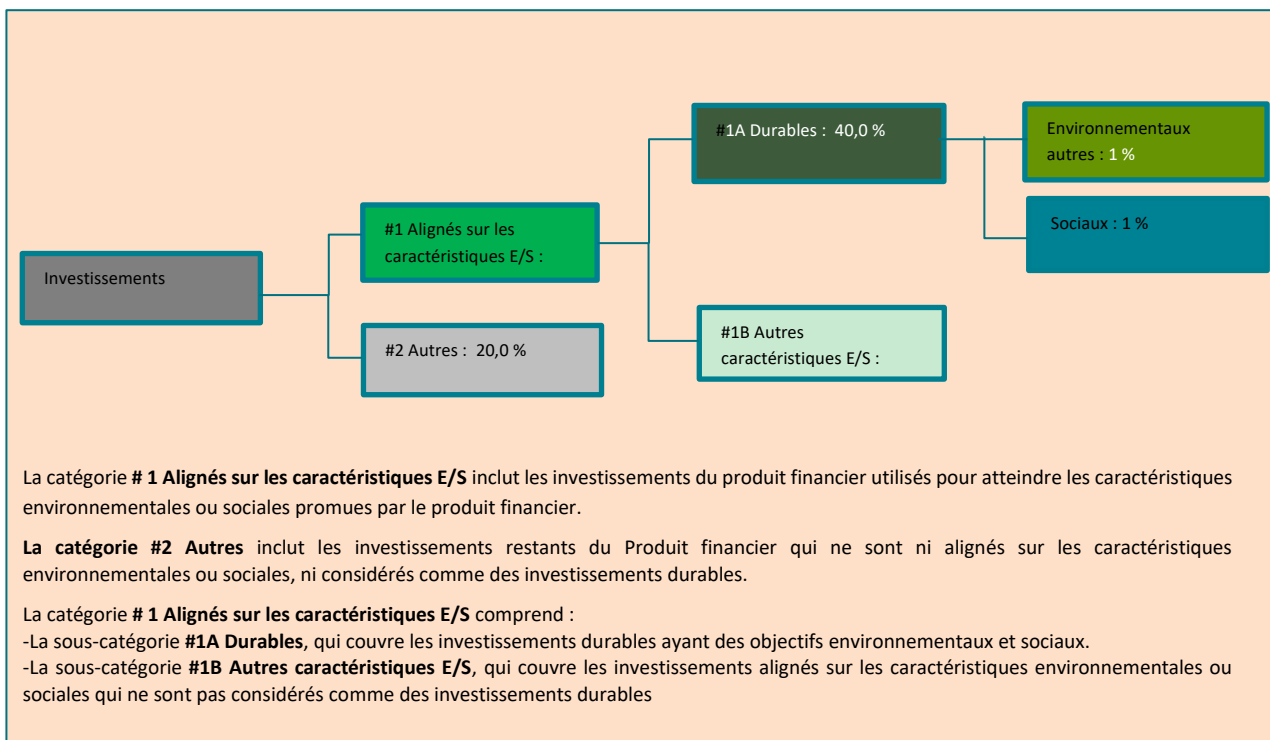 #1A Durables : 40,0 %
Environnementaux
autres : 1 %
#1 Alignés sur les
caractéristiques E/S :
Sociaux : 1 %
Investissements
#2 Autres : 20,0 %
#1B Autres
caractéristiques E/S :
La catégorie # 1 Alignés sur les caractéristiques E/S inclut les investissements du produit financier utilisés pour atteindre les caractéristiques
environnementales ou sociales promues par le produit financier.
La catégorie #2 Autres inclut les investissements restants du Produit financier qui ne sont ni alignés sur les caractéristiques
environnementales ou sociales, ni considérés comme des investissements durables.
La catégorie # 1 Alignés sur les caractéristiques E/S comprend :
-La sous-catégorie #1A Durables, qui couvre les investissements durables ayant des objectifs environnementaux et sociaux.
-La sous-catégorie #1B Autres caractéristiques E/S, qui couvre les investissements alignés sur les caractéristiques environnementales ou
sociales qui ne sont pas considérés comme des investissements durables